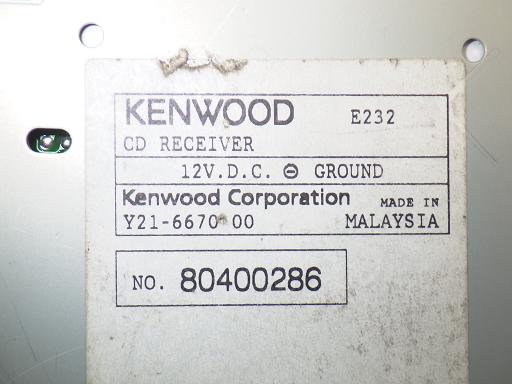 KENWOOD E232
CD RECEIVER
12V.D.C. ⊖ GROUND
Kenwood Corporation MADE IN
Y21-6670-00 MALAYSIA
NO. 80400286